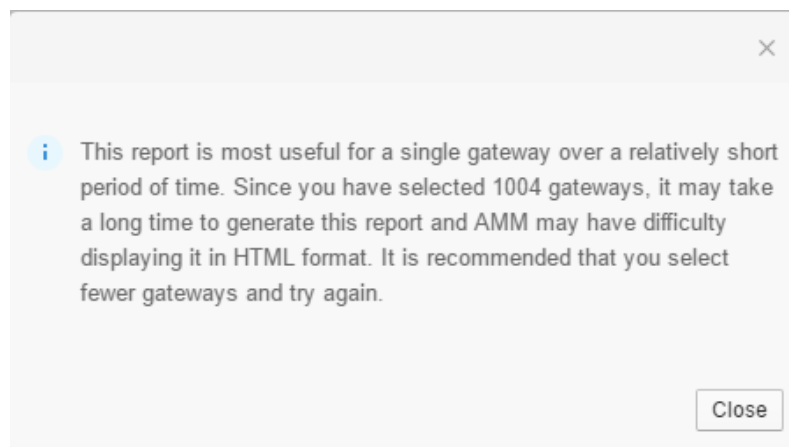 This report is most useful for a single gateway over a relatively short
period of time. Since you have selected 1004 gateways, it may take
a long time to generate this report and AMM may have difficulty
displaying it in HTML format. It is recommended that you select
fewer gateways and try again.
Close